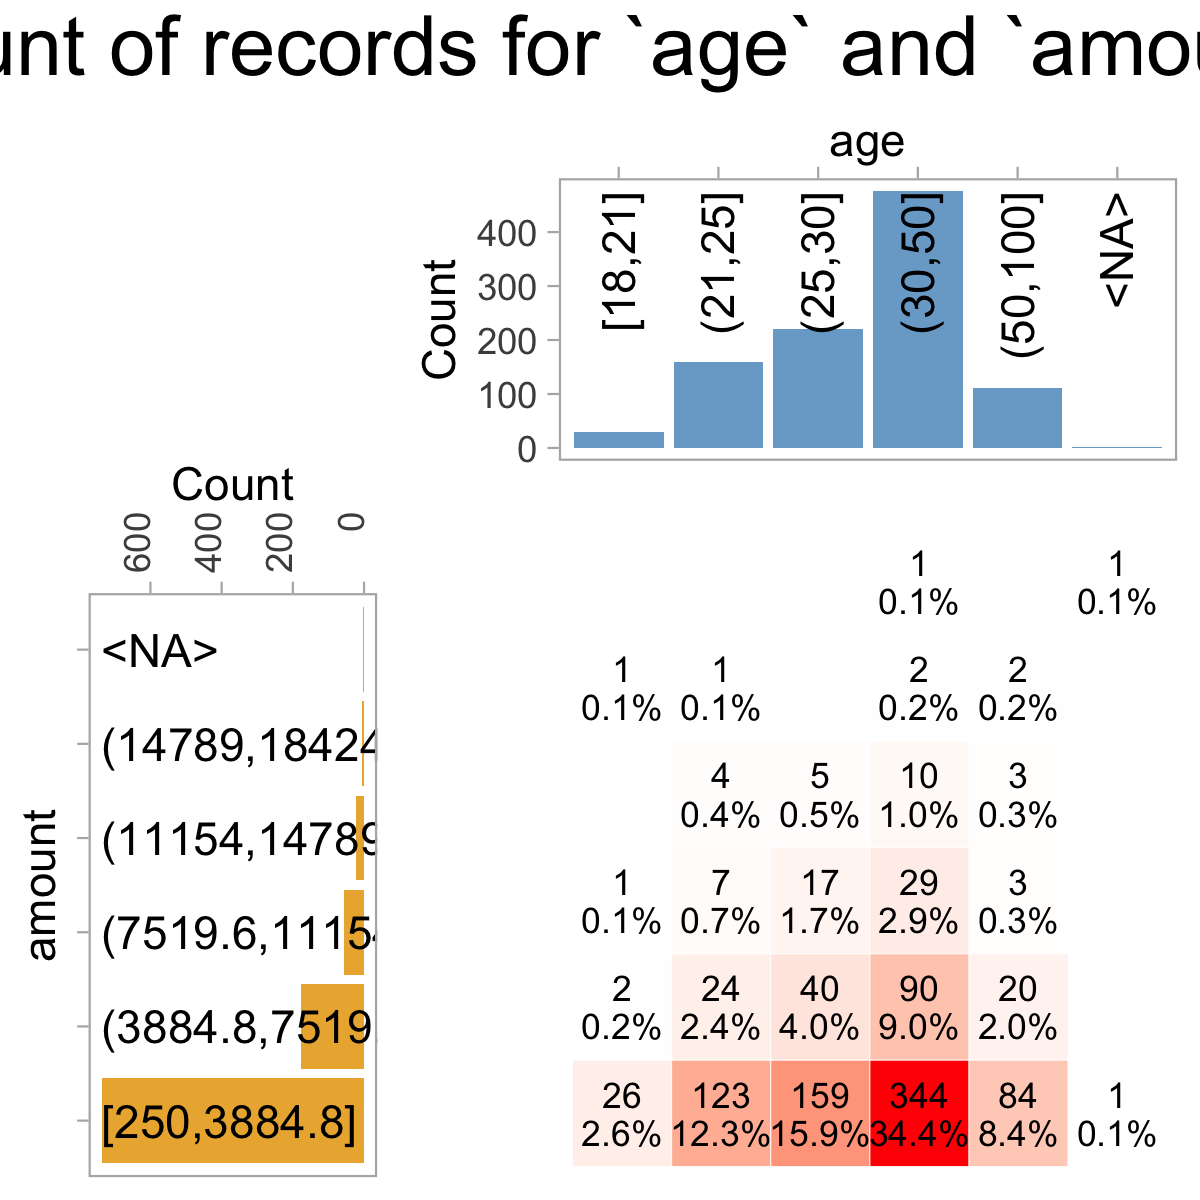 unt of records for `age` and `amou
age
[18,21]
(21,25]
(25,30]
(30,50]
(50,100]
<NA>
Count
400
300
200
100
0
Count
600
400
200
0
amount
<NA>
(14789,18424
(11154,14789
(7519.6,11154
(3884.8,7519
[250,3884.8]
1 1
0.1% 0.1%
1 1 2 2
0.1% 0.1% 0.2% 0.2%
4 5 10 3
0.4% 0.5% 1.0% 0.3%
1 7 17 29 3
0.1% 0.7% 1.7% 2.9% 0.3%
2 24 40 90 20
0.2% 2.4% 4.0% 9.0% 2.0%
26 123 159 344 84 1
2.6% 12.3% 15.9% 34.4% 8.4% 0.1%